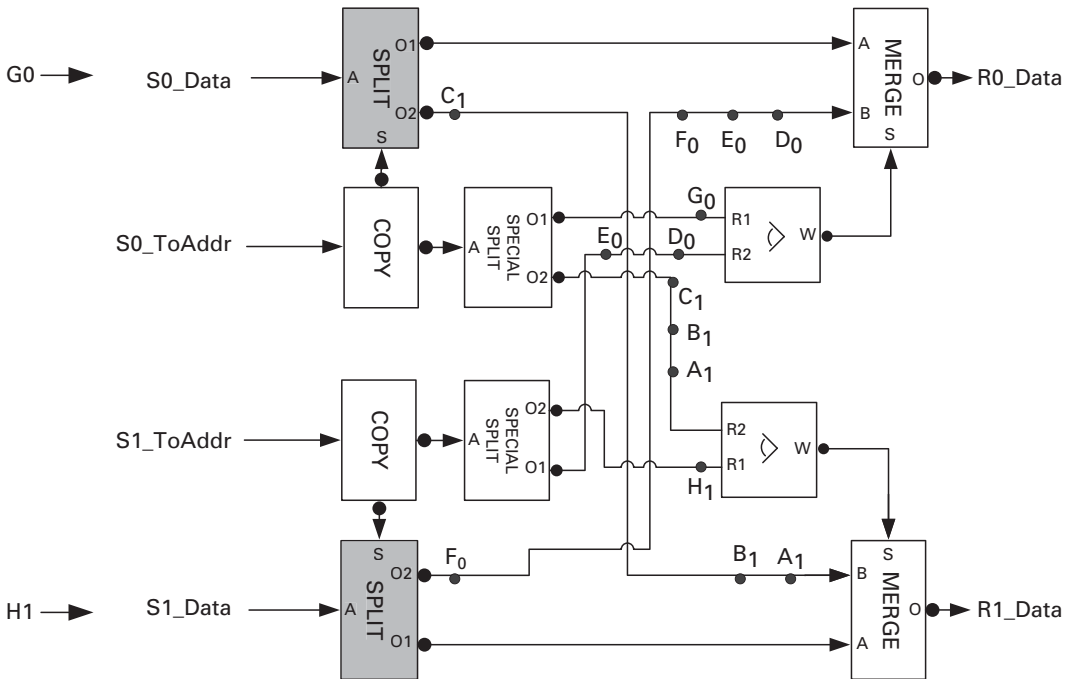 G0
S0_Data
A
SPLIT
O1
O2
S
C1
F0
E0
D0
A
B
MERGE
O
S
R0_Data
S0_ToAddr
COPY
A
SPECIAL
SPLIT
O1
O2
G0
E0
D0
R1
R2
W
C1
B1
A1
S1_ToAddr
COPY
A
SPECIAL
SPLIT
O2
O1
H1
R2
R1
W
H1
S1_Data
S
A
SPLIT
O2
O1
F0
B1
A1
S
B
A
MERGE
O
R1_Data